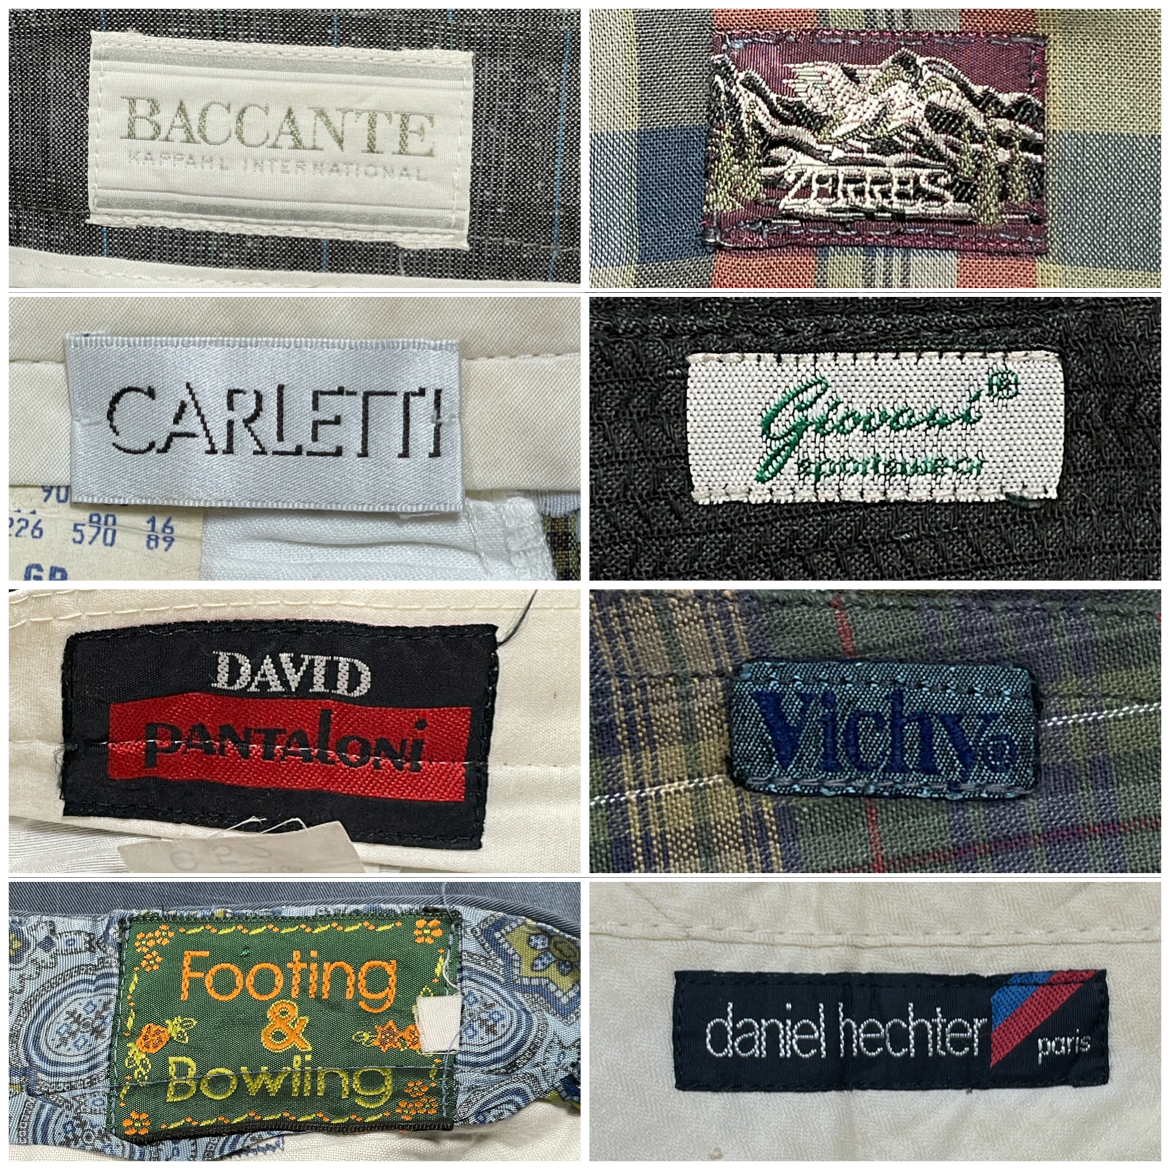 BACCANTE
KAPPAHL INTERNATIONAL
ZERRES
CARLETTI
90
90 16
226 570 89
Giovani®
sportswear
DAVID
PANTALONI
Vichy®
Footing
&
Bowling
daniel hechter
paris